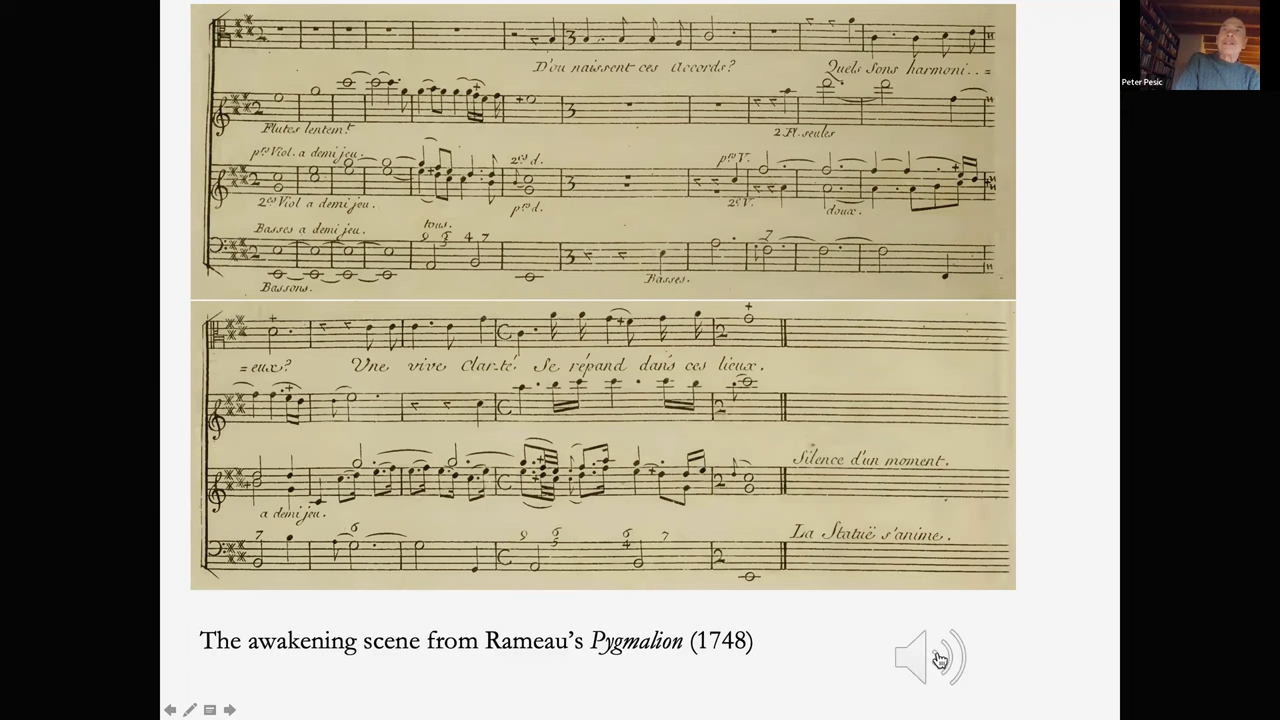 Peter Pesic
D'ou naissent ces Accords? Quels Sons harmoni..=
Flutes lentem.t
2 Fl. seules
p.rs Viol. a demi jeu.
2.es d.
p.rs V.
2.es Viol a demi jeu.
p.rs d.
2.es V.
doux.
Basses a demi jeu.
tous.
Bassons.
Basses.
=eux? Une vive Clarté Se répand dans ces lieux.
Silence d'un moment.
a demi jeu.
La Statuë s'anime.
The awakening scene from Rameau's Pygmalion (1748)